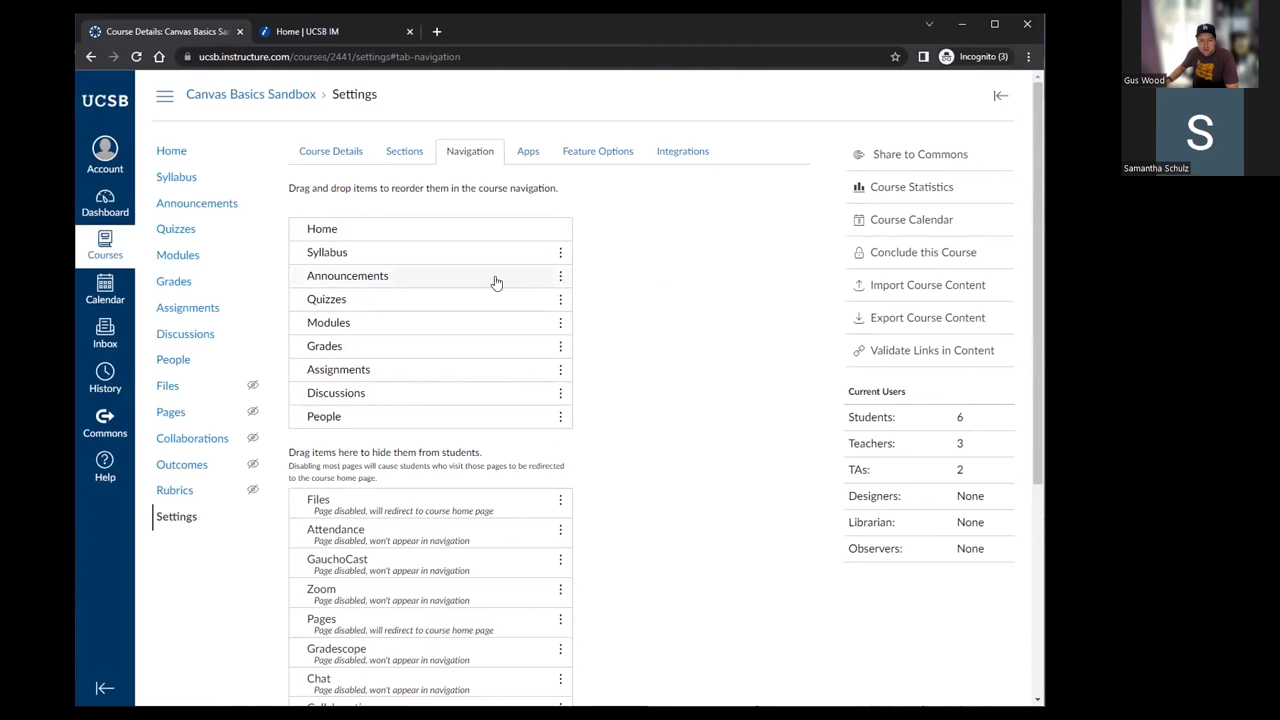 Course Details: Canvas Basics Sandbox
Home | UCSB IM
ucsb.instructure.com/courses/2441/settings#tab-navigation
Incognito (3)
Gus Wood
Samantha Schulz
S
UCSB
Account
Dashboard
Courses
Calendar
Inbox
History
Commons
Help
Canvas Basics Sandbox > Settings
Home
Syllabus
Announcements
Quizzes
Modules
Grades
Assignments
Discussions
People
Files
Pages
Collaborations
Outcomes
Rubrics
Settings
Course Details
Sections
Navigation
Apps
Feature Options
Integrations
Drag and drop items to reorder them in the course navigation.
Home
Syllabus
Announcements
Quizzes
Modules
Grades
Assignments
Discussions
People
Drag items here to hide them from students.
Disabling most pages will cause students who visit those pages to be redirected
to the course home page.
Files
Page disabled, will redirect to course home page
Attendance
Page disabled, won't appear in navigation
GauchoCast
Page disabled, won't appear in navigation
Zoom
Page disabled, won't appear in navigation
Pages
Page disabled, will redirect to course home page
Gradescope
Page disabled, won't appear in navigation
Chat
Page disabled, won't appear in navigation
Share to Commons
Course Statistics
Course Calendar
Conclude this Course
Import Course Content
Export Course Content
Validate Links in Content
Current Users
Students: 6
Teachers: 3
TAs: 2
Designers: None
Librarian: None
Observers: None